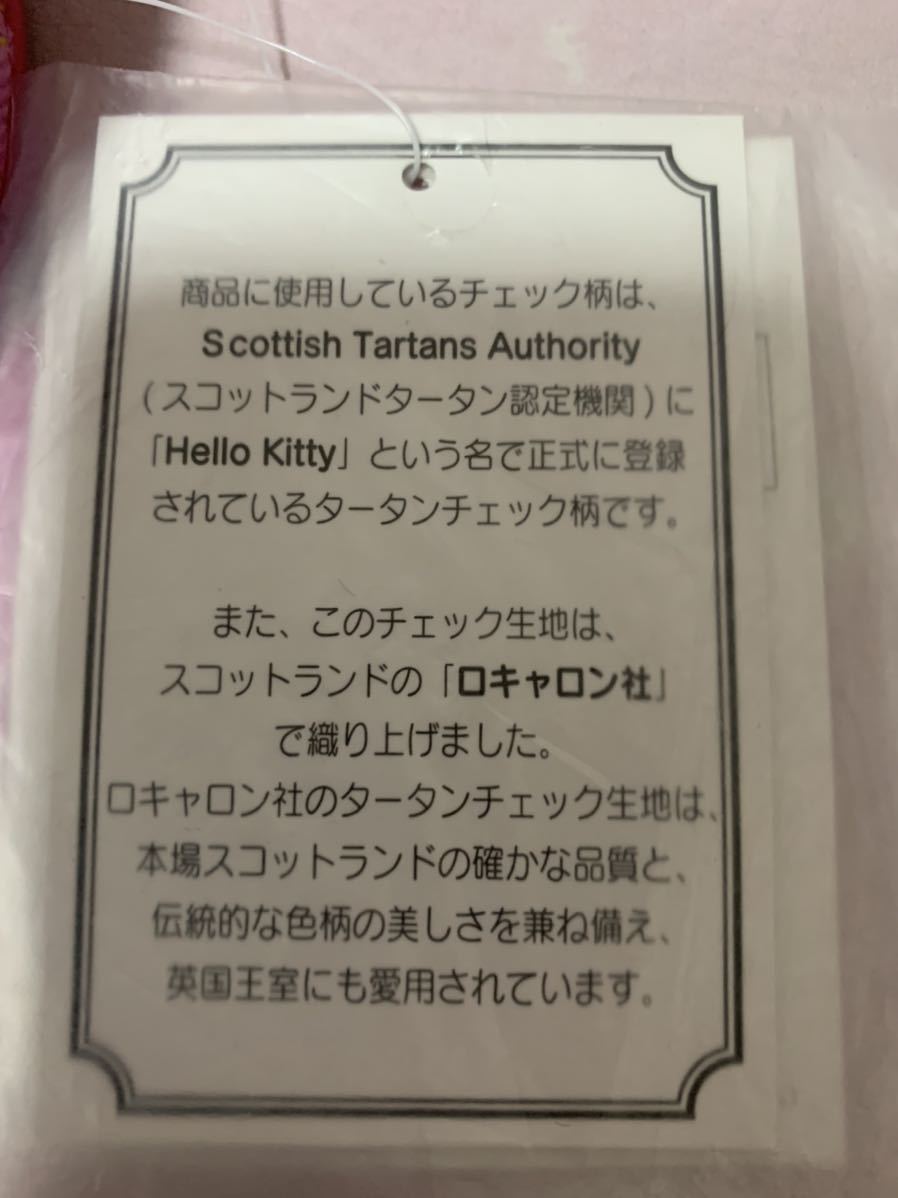 商品に使用しているチェック柄は、
Scottish Tartans Authority
(スコットランドタータン認定機関)に
「Hello Kitty」という名で正式に登録
されているタータンチェック柄です。
また、このチェック生地は、
スコットランドの「ロキャロン社」
で織り上げました。
ロキャロン社のタータンチェック生地は、
本場スコットランドの確かな品質と、
伝統的な色柄の美しさを兼ね備え、
英国王室にも愛用されています。